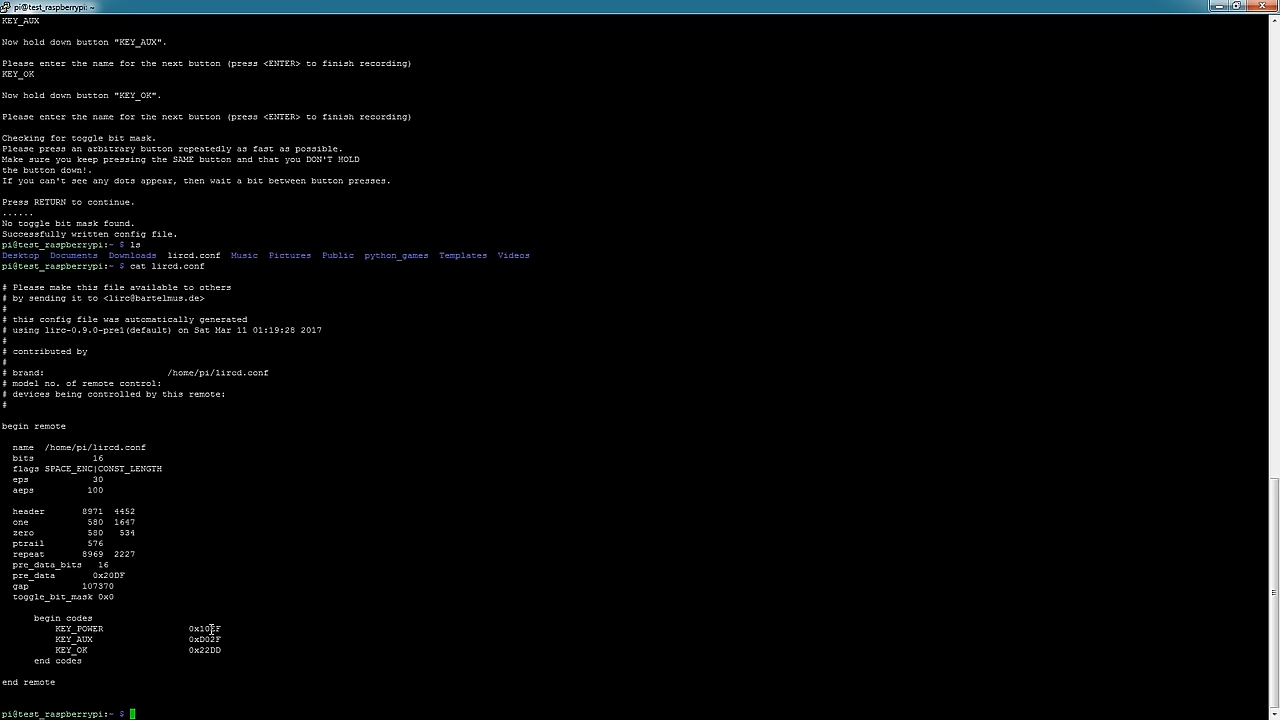 pi@test_raspberrypi: ~
KEY_AUX
Now hold down button "KEY_AUX".
Please enter the name for the next button (press <ENTER> to finish recording)
KEY_OK
Now hold down button "KEY_OK".
Please enter the name for the next button (press <ENTER> to finish recording)
Checking for toggle bit mask.
Please press an arbitrary button repeatedly as fast as possible.
Make sure you keep pressing the SAME button and that you DON'T HOLD
the button down!.
If you can't see any dots appear, then wait a bit between button presses.
Press RETURN to continue.
......
No toggle bit mask found.
Successfully written config file.
pi@test_raspberrypi:~ $ ls
Desktop  Documents  Downloads  lircd.conf  Music  Pictures  Public  python_games  Templates  Videos
pi@test_raspberrypi:~ $ cat lircd.conf
# Please make this file available to others
# by sending it to <lirc@bartelmus.de>
#
# this config file was automatically generated
# using lirc-0.9.0-pre1(default) on Sat Mar 11 01:19:28 2017
#
# contributed by
#
# brand:                       /home/pi/lircd.conf
# model no. of remote control:
# devices being controlled by this remote:
#
begin remote
  name  /home/pi/lircd.conf
  bits           16
  flags SPACE_ENC|CONST_LENGTH
  eps            30
  aeps          100
  header       8971  4452
  one           580  1647
  zero          580   534
  ptrail        576
  repeat       8969  2227
  pre_data_bits   16
  pre_data       0x20DF
  gap          107370
  toggle_bit_mask 0x0
      begin codes
          KEY_POWER                0x10EF
          KEY_AUX                  0xD02F
          KEY_OK                   0x22DD
      end codes
end remote
pi@test_raspberrypi:~ $